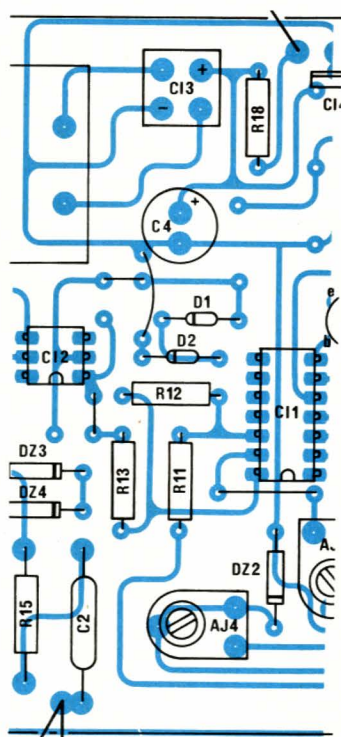 +
CI3
−
R18
CI4
+
C4
D1
e
D2
b
CI2
R12
CI1
DZ3
R13
R11
DZ4
DZ2
R15
C2
AJ4